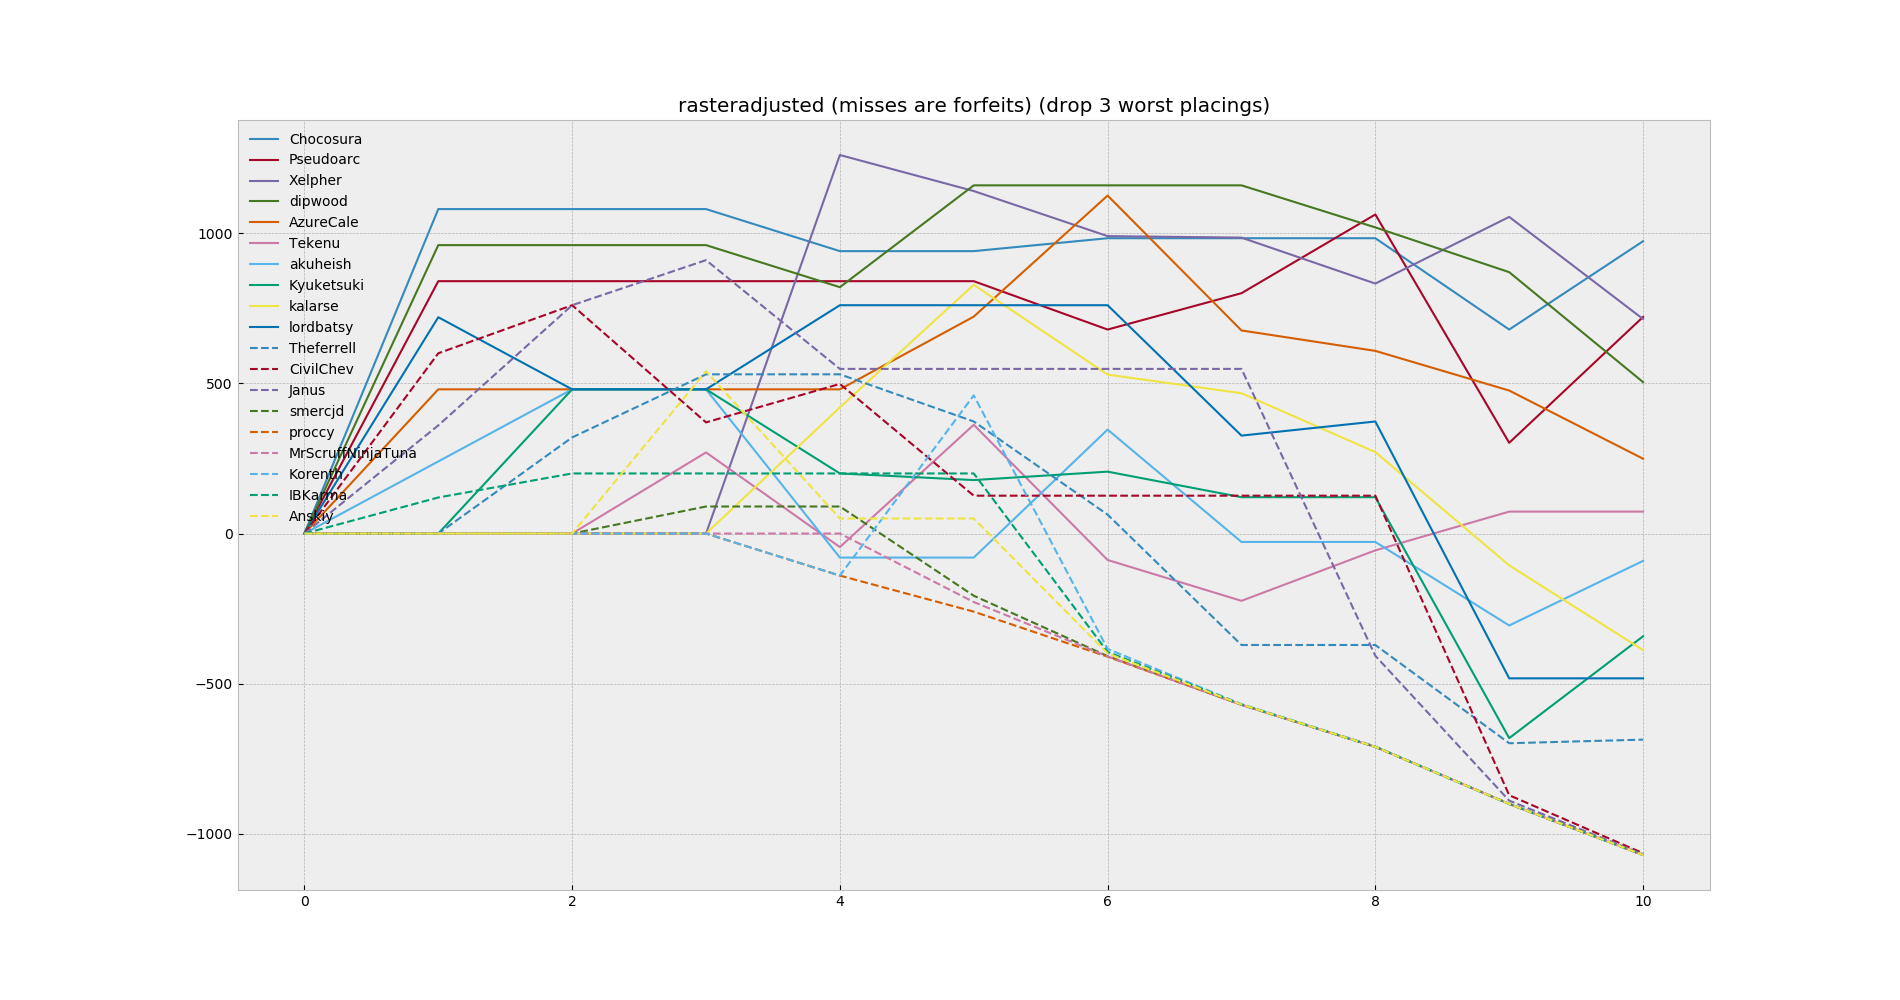 rasteradjusted (misses are forfeits) (drop 3 worst placings)
Chocosura
Pseudoarc
Xelpher
dipwood
AzureCale
Tekenu
akuheish
Kyuketsuki
kalarse
lordbatsy
Theferrell
CivilChev
Janus
smercjd
proccy
MrScruffNinjaTuna
Korenth
IBKarma
Anskiy
1000
500
0
−500
−1000
0 2 4 6 8 10